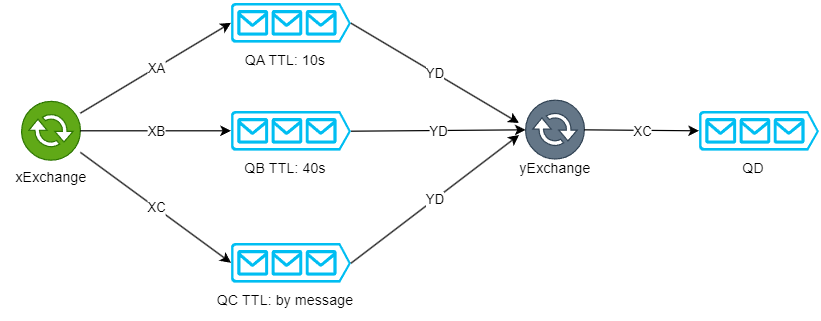 QA TTL: 10s
XA
YD
xExchange
XB
QB TTL: 40s
YD
yExchange
XC
QD
XC
YD
QC TTL: by message